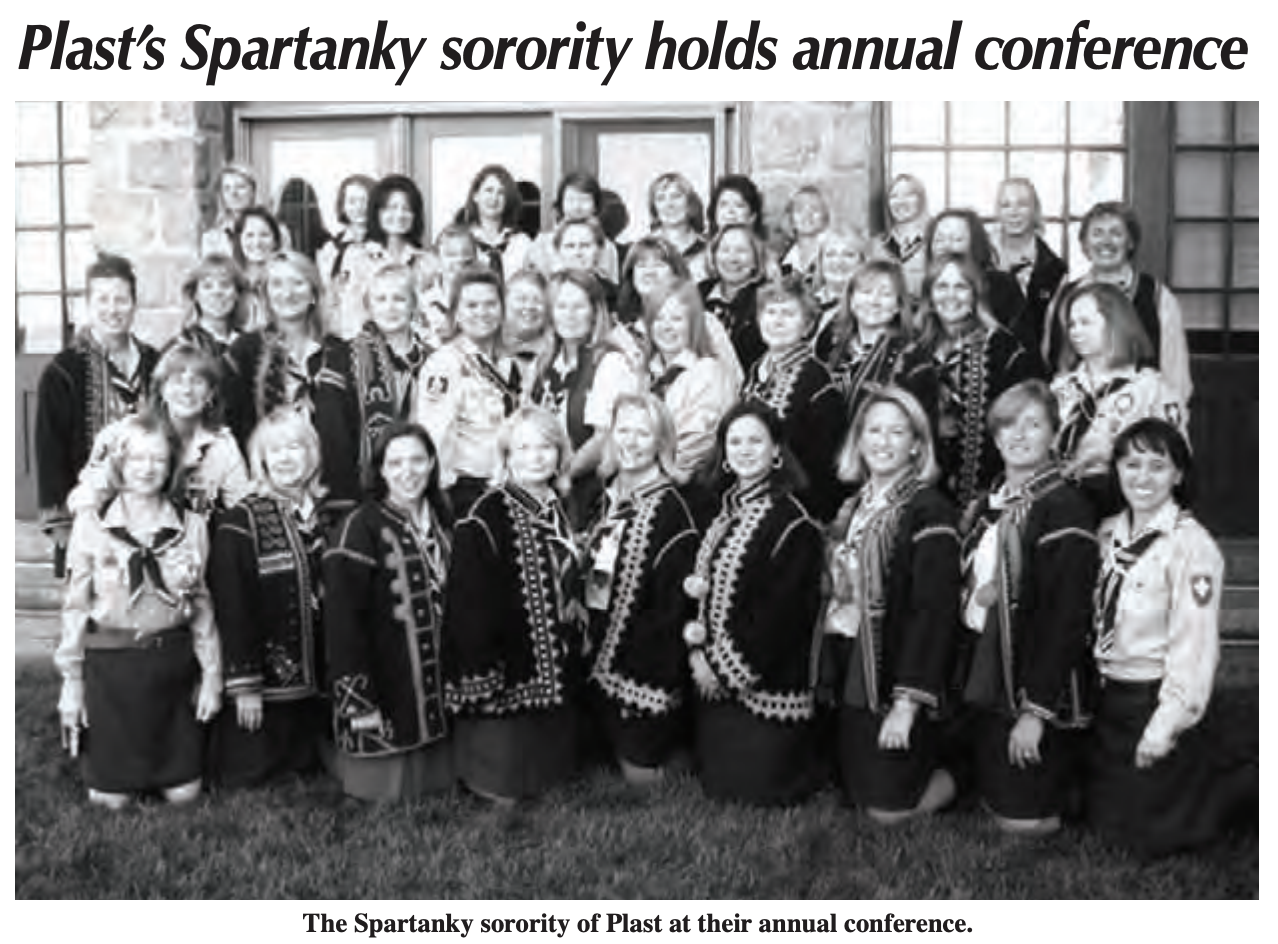 Plast's Spartanky sorority holds annual conference
The Spartanky sorority of Plast at their annual conference.